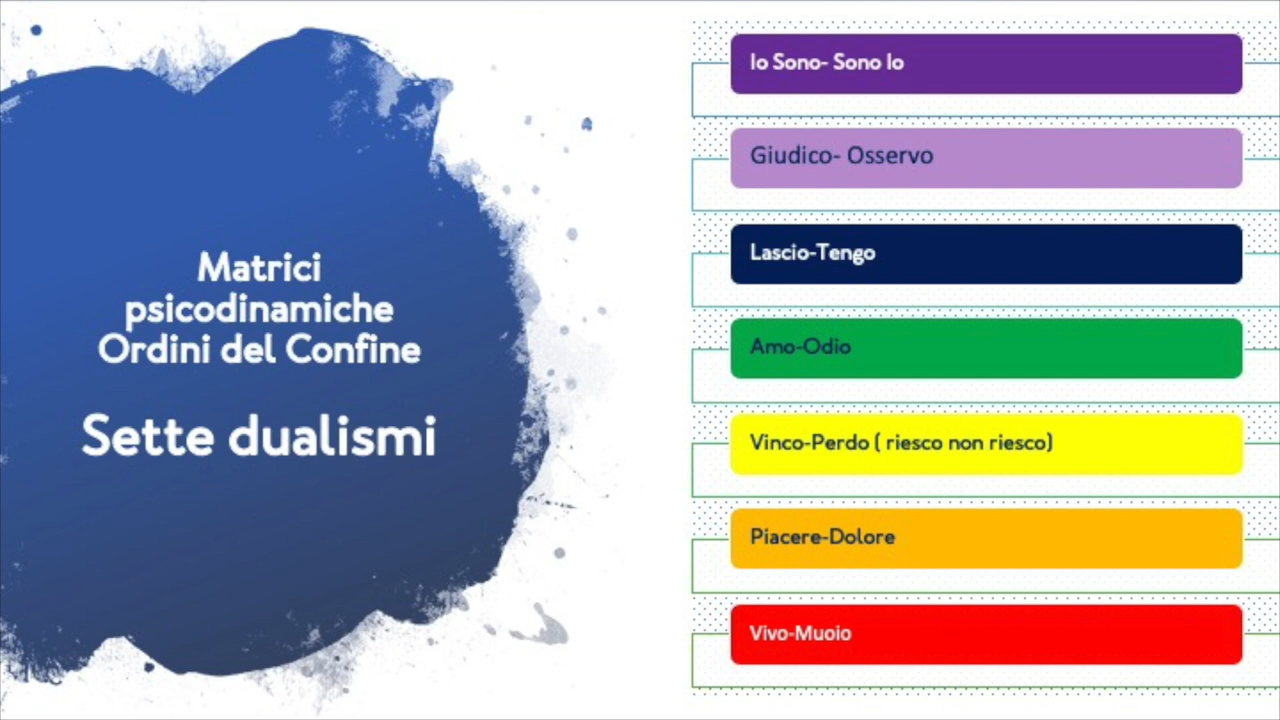 Matrici
psicodinamiche
Ordini del Confine
Sette dualismi
Io Sono- Sono Io
Giudico- Osservo
Lascio-Tengo
Amo-Odio
Vinco-Perdo ( riesco non riesco)
Piacere-Dolore
Vivo-Muoio